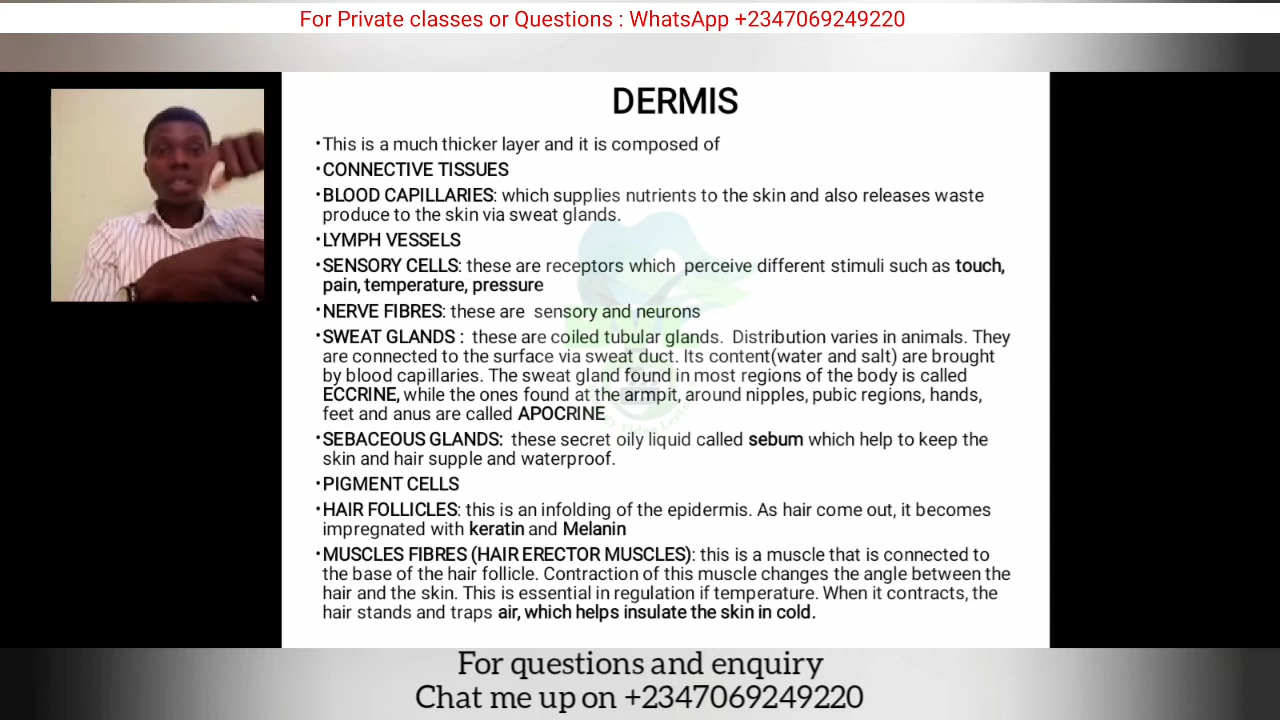 For Private classes or Questions : WhatsApp +2347069249220
DERMIS
•This is a much thicker layer and it is composed of
•CONNECTIVE TISSUES
•BLOOD CAPILLARIES: which supplies nutrients to the skin and also releases waste
produce to the skin via sweat glands.
•LYMPH VESSELS
•SENSORY CELLS: these are receptors which perceive different stimuli such as touch,
pain, temperature, pressure
•NERVE FIBRES: these are sensory and neurons
•SWEAT GLANDS : these are coiled tubular glands. Distribution varies in animals. They
are connected to the surface via sweat duct. Its content(water and salt) are brought
by blood capillaries. The sweat gland found in most regions of the body is called
ECCRINE, while the ones found at the armpit, around nipples, pubic regions, hands,
feet and anus are called APOCRINE
•SEBACEOUS GLANDS: these secret oily liquid called sebum which help to keep the
skin and hair supple and waterproof.
•PIGMENT CELLS
•HAIR FOLLICLES: this is an infolding of the epidermis. As hair come out, it becomes
impregnated with keratin and Melanin
•MUSCLES FIBRES (HAIR ERECTOR MUSCLES): this is a muscle that is connected to
the base of the hair follicle. Contraction of this muscle changes the angle between the
hair and the skin. This is essential in regulation if temperature. When it contracts, the
hair stands and traps air, which helps insulate the skin in cold.
For questions and enquiry
Chat me up on +2347069249220